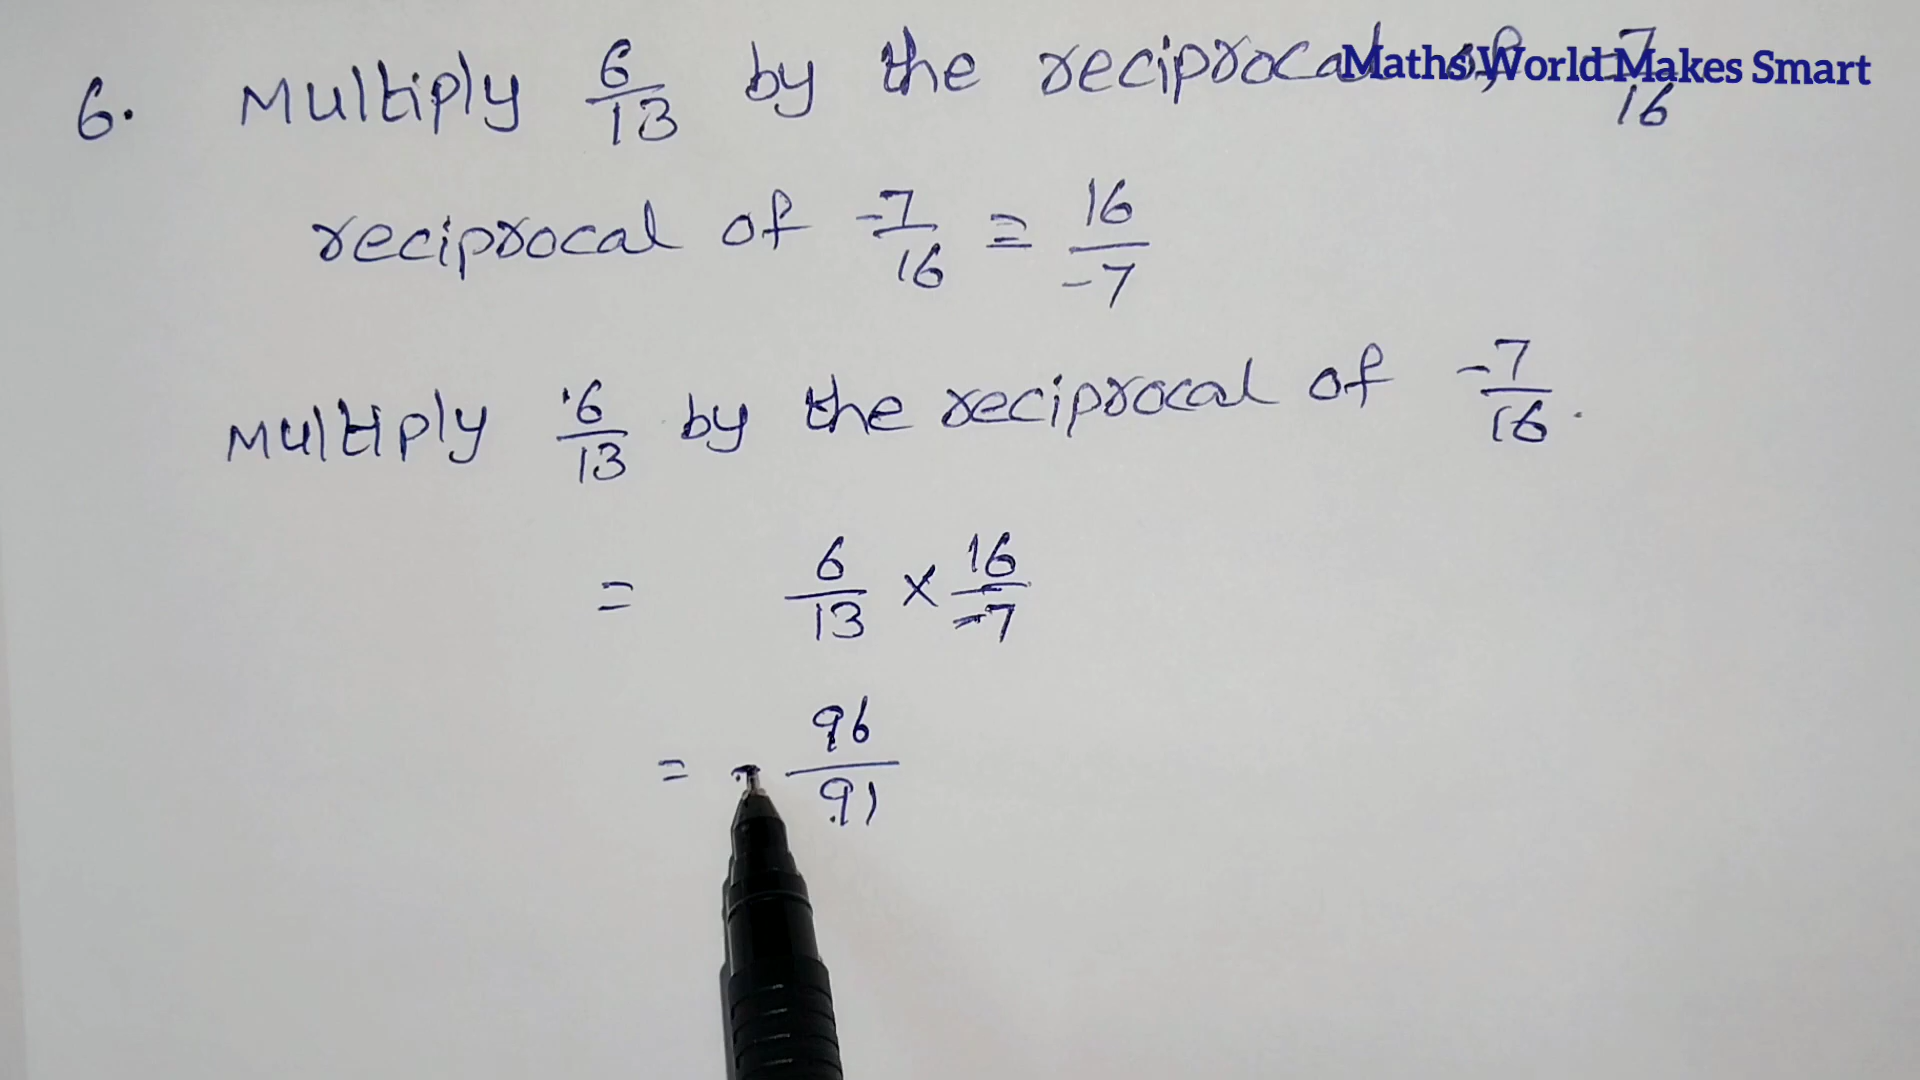 6. Multiply 6/13 by the reciprocal of -7/16
Maths World Makes Smart
reciprocal of -7/16 = 16/-7
Multiply 6/13 by the reciprocal of -7/16.
= 6/13 × 16/-7
= - 96/91